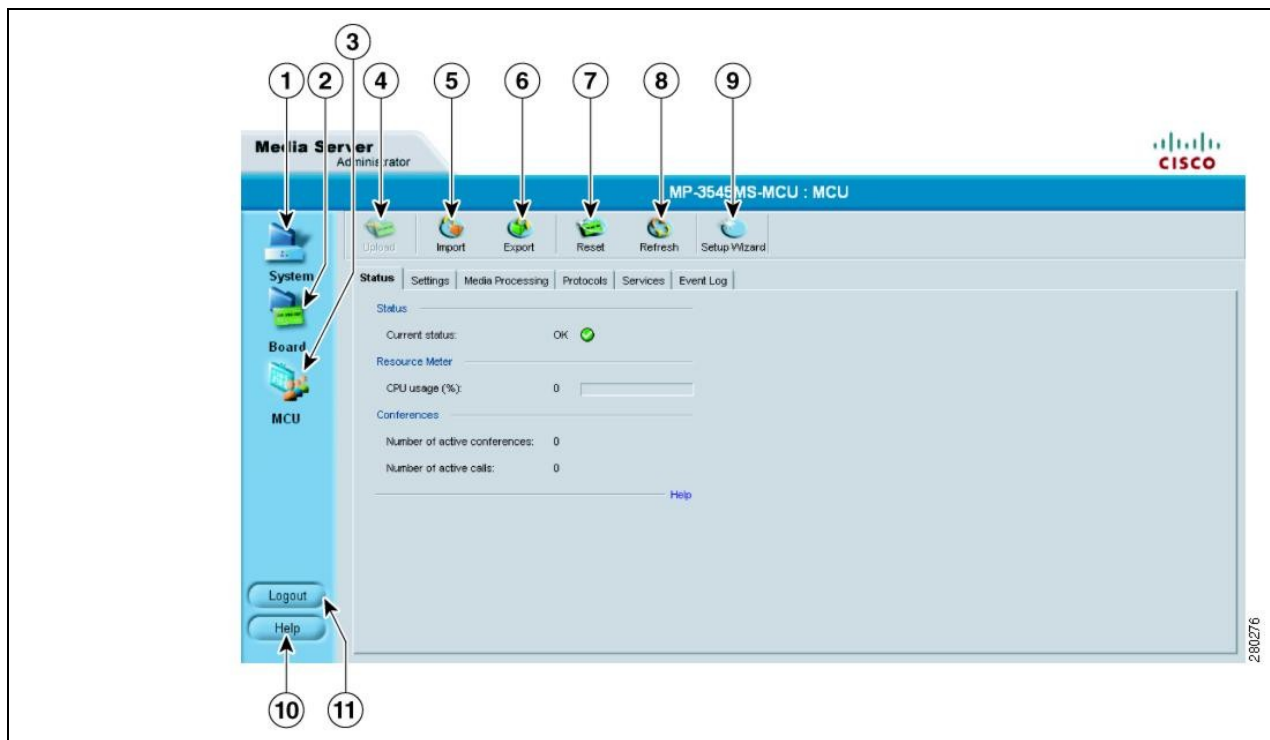 3
1 2 4 5 6 7 8 9
Media Server
Administrator
CISCO
MP-3545MS-MCU : MCU
Upload Import Export Reset Refresh Setup Wizard
System
Board
MCU
Status Settings Media Processing Protocols Services Event Log
Status
Current status: OK
Resource Meter
CPU usage (%): 0
Conferences
Number of active conferences: 0
Number of active calls: 0
Help
Logout
Help
10 11
280276